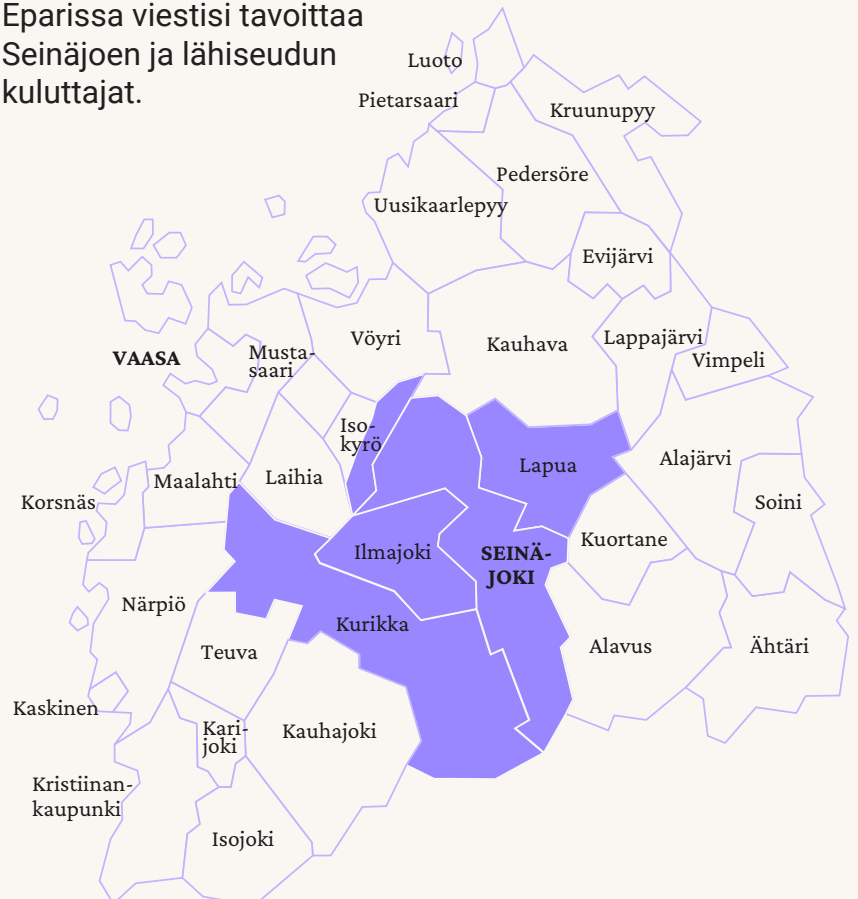 Eparissa viestisi tavoittaa
Seinäjoen ja lähiseudun
kuluttajat.
Luoto
Pietarsaari
Kruunupyy
Pedersöre
Uusikaarlepyy
Evijärvi
Vöyri
Kauhava
Lappajärvi
VAASA
Musta-
saari
Vimpeli
Iso-
kyrö
Lapua
Alajärvi
Maalahti
Laihia
Korsnäs
Soini
Ilmajoki
SEINÄ-
JOKI
Kuortane
Närpiö
Kurikka
Teuva
Alavus
Ähtäri
Kaskinen
Kari-
joki
Kauhajoki
Kristiinan-
kaupunki
Isojoki